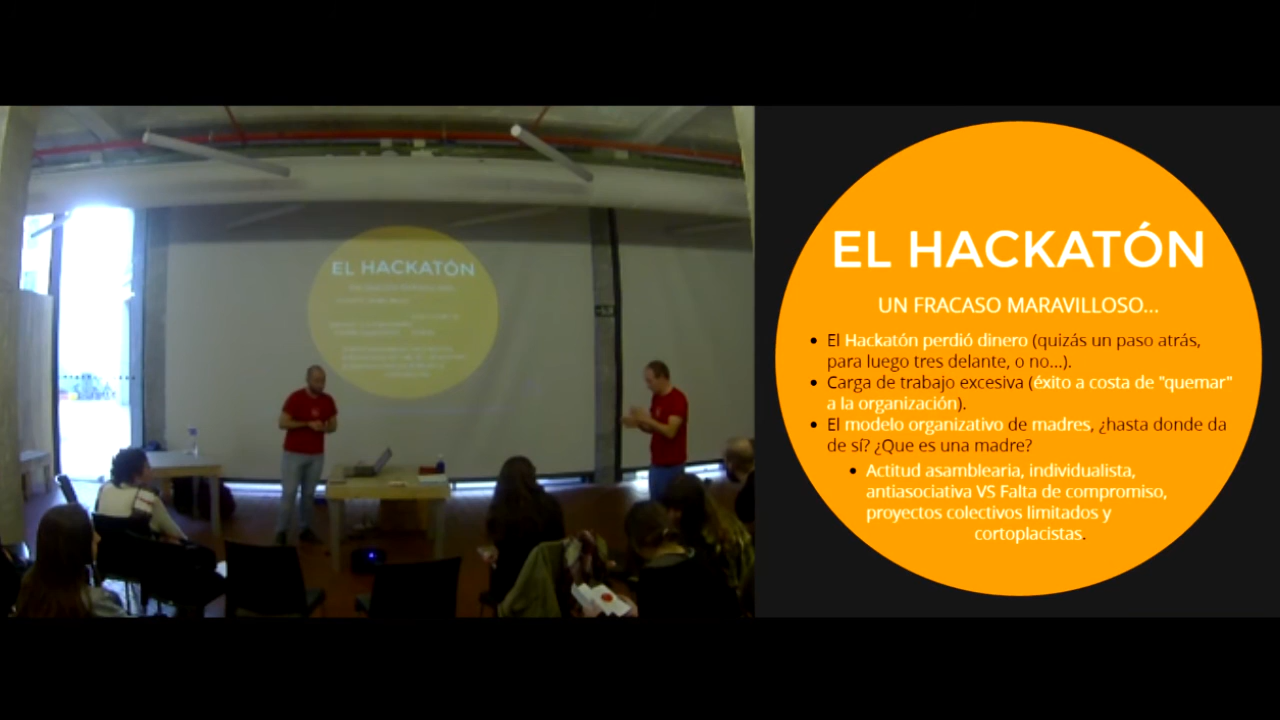 EL HACKATÓN
EL HACKATÓN
UN FRACASO MARAVILLOSO...
El Hackatón perdió dinero (quizás un paso atrás,
para luego tres delante, o no...).
Carga de trabajo excesiva (éxito a costa de "quemar"
a la organización).
El modelo organizativo de madres, ¿hasta donde da
de sí? ¿Que es una madre?
Actitud asamblearia, individualista,
antiasociativa VS Falta de compromiso,
proyectos colectivos limitados y
cortoplacistas.